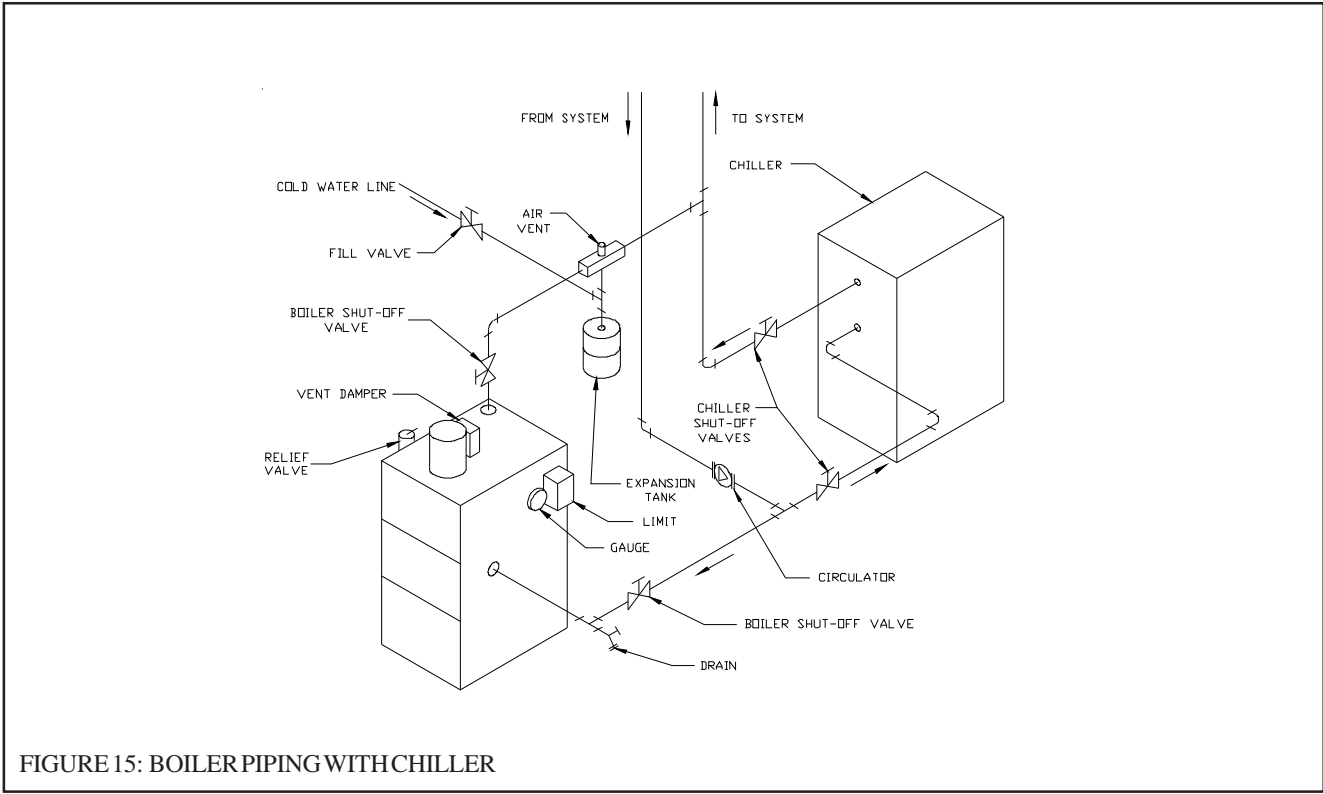 FROM SYSTEM
TO SYSTEM
CHILLER
COLD WATER LINE
AIR
VENT
FILL VALVE
BOILER SHUT-OFF
VALVE
VENT DAMPER
CHILLER
SHUT-OFF
VALVES
RELIEF
VALVE
EXPANSION
TANK
LIMIT
GAUGE
CIRCULATOR
BOILER SHUT-OFF VALVE
DRAIN
FIGURE 15: BOILER PIPING WITH CHILLER